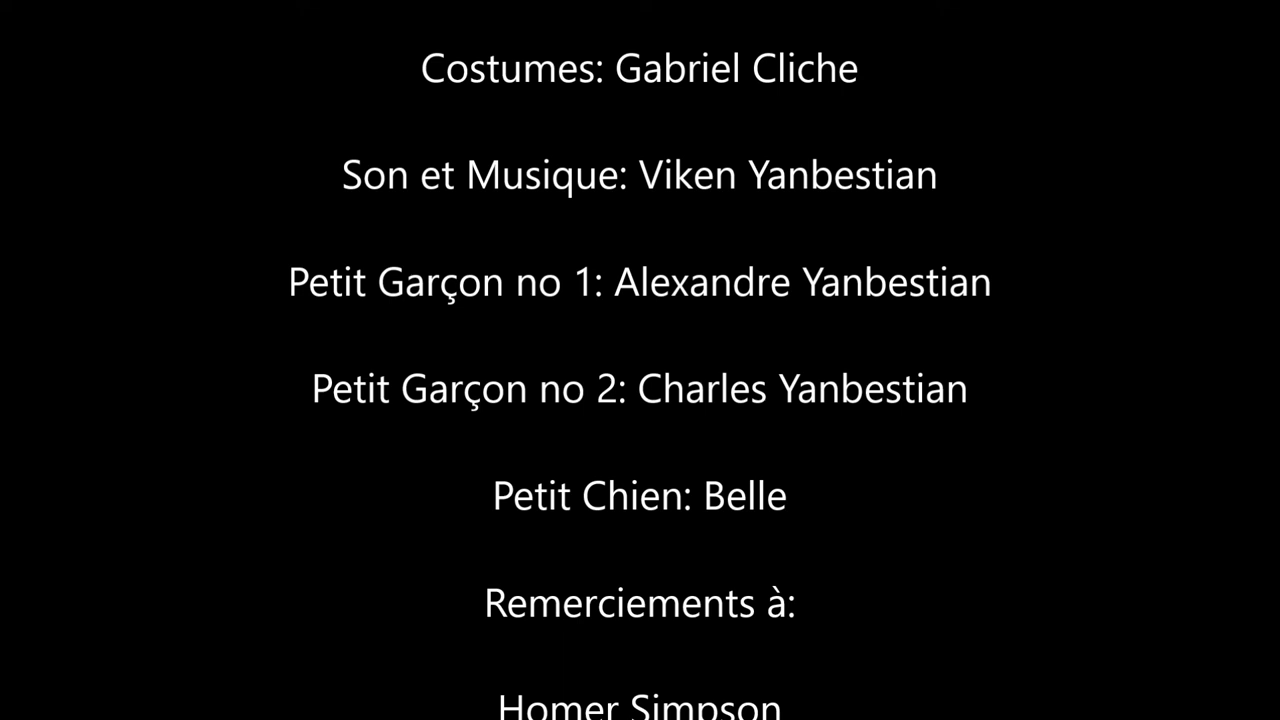 Costumes: Gabriel Cliche
Son et Musique: Viken Yanbestian
Petit Garçon no 1: Alexandre Yanbestian
Petit Garçon no 2: Charles Yanbestian
Petit Chien: Belle
Remerciements à:
Homer Simpson